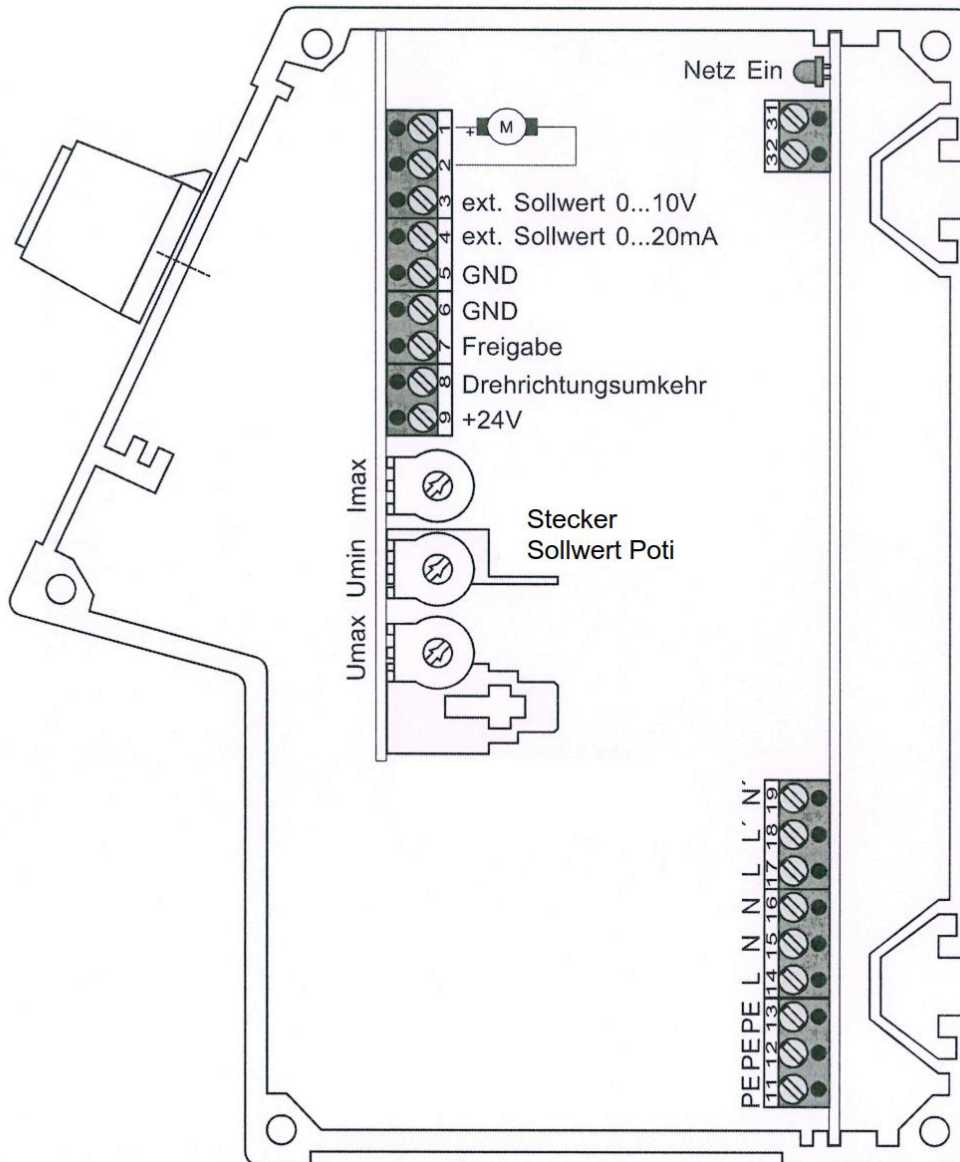 Netz Ein
31
32
1
+
M
2
3 ext. Sollwert 0...10V
4 ext. Sollwert 0...20mA
5 GND
6 GND
7 Freigabe
8 Drehrichtungsumkehr
9 +24V
Imax
Umin
Umax
Stecker
Sollwert Poti
N´ 19
L´ 18
L 17
N 16
N 15
L 14
PE 13
PE 12
PE 11